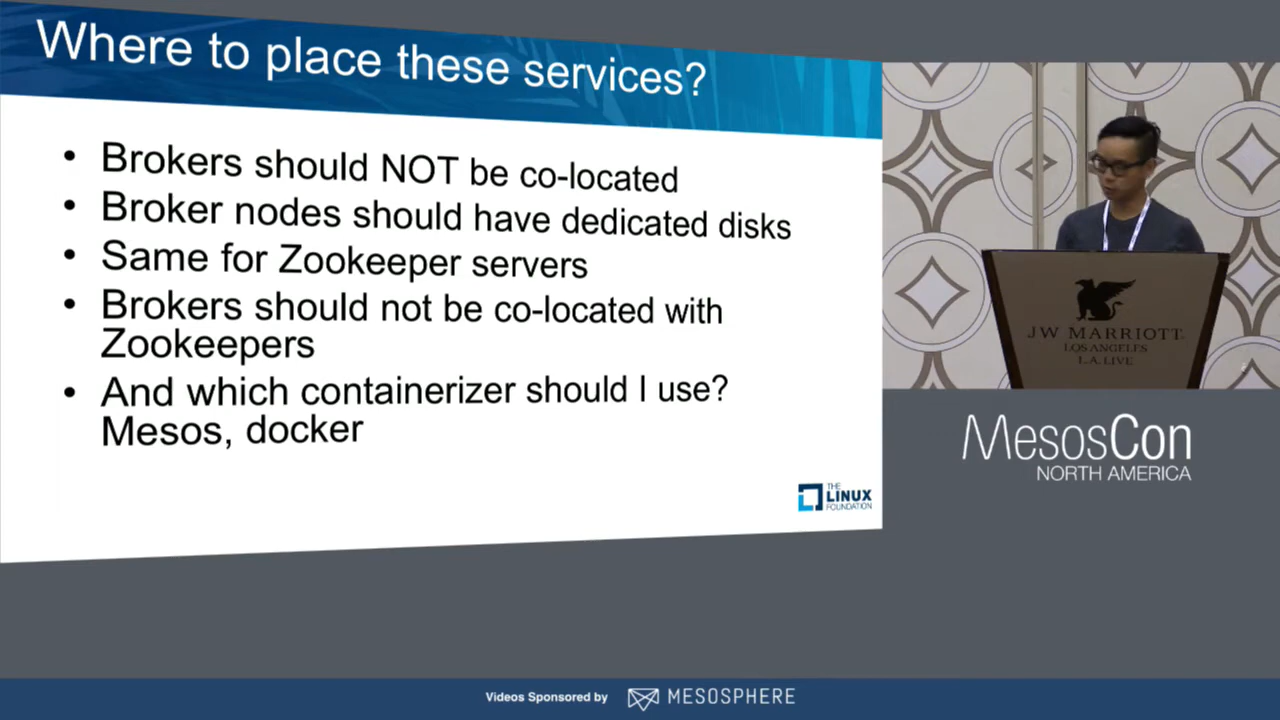 Where to place these services?
• Brokers should NOT be co-located
• Broker nodes should have dedicated disks
• Same for Zookeeper servers
• Brokers should not be co-located with
Zookeepers
• And which containerizer should I use?
Mesos, docker
THE
LINUX
FOUNDATION
JW MARRIOTT
LOS ANGELES
L.A. LIVE
MesosCon
NORTH AMERICA
Videos Sponsored by MESOSPHERE